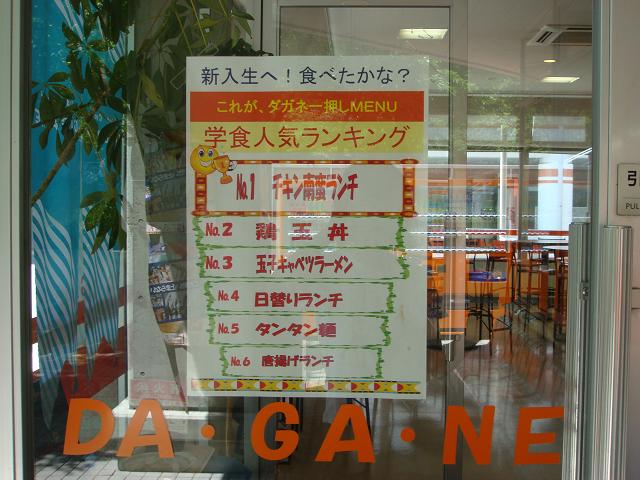 新入生へ！食べたかな？
これが、ダガネ一押しMENU
学食人気ランキング
No.1 チキン南蛮ランチ
No.2 鶏玉丼
No.3 玉子キャベツラーメン
No.4 日替りランチ
No.5 タンタン麺
No.6 唐揚げランチ
DA・GA・NE
引
PUL